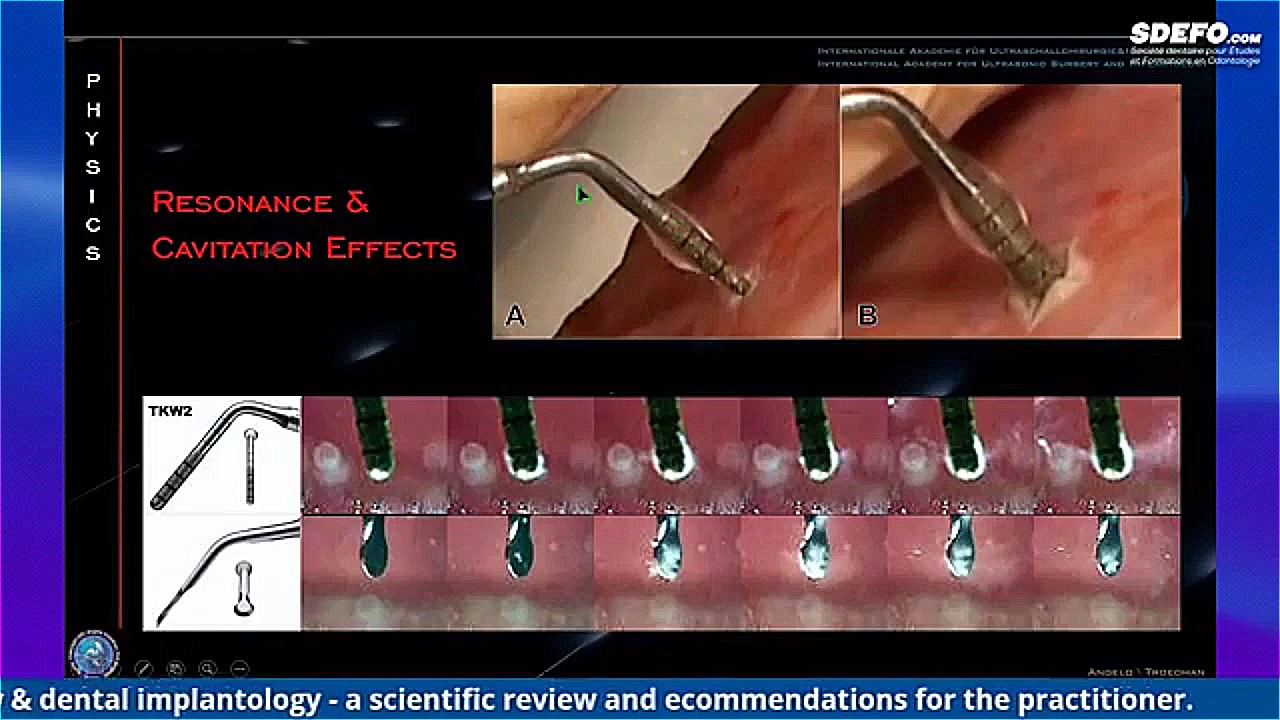 SDEFO.COM
Société dentaire pour Études
et Formations en Odontologie
INTERNATIONALE AKADEMIE FÜR ULTRASCHALLCHIRURGIE
INTERNATIONAL ACADEMY FOR ULTRASONIC SURGERY AND
PHYSICS
RESONANCE &
CAVITATION EFFECTS
A
B
TKW2
ANGELO \ TROEDHAN
& dental implantology - a scientific review and ecommendations for the practitioner.